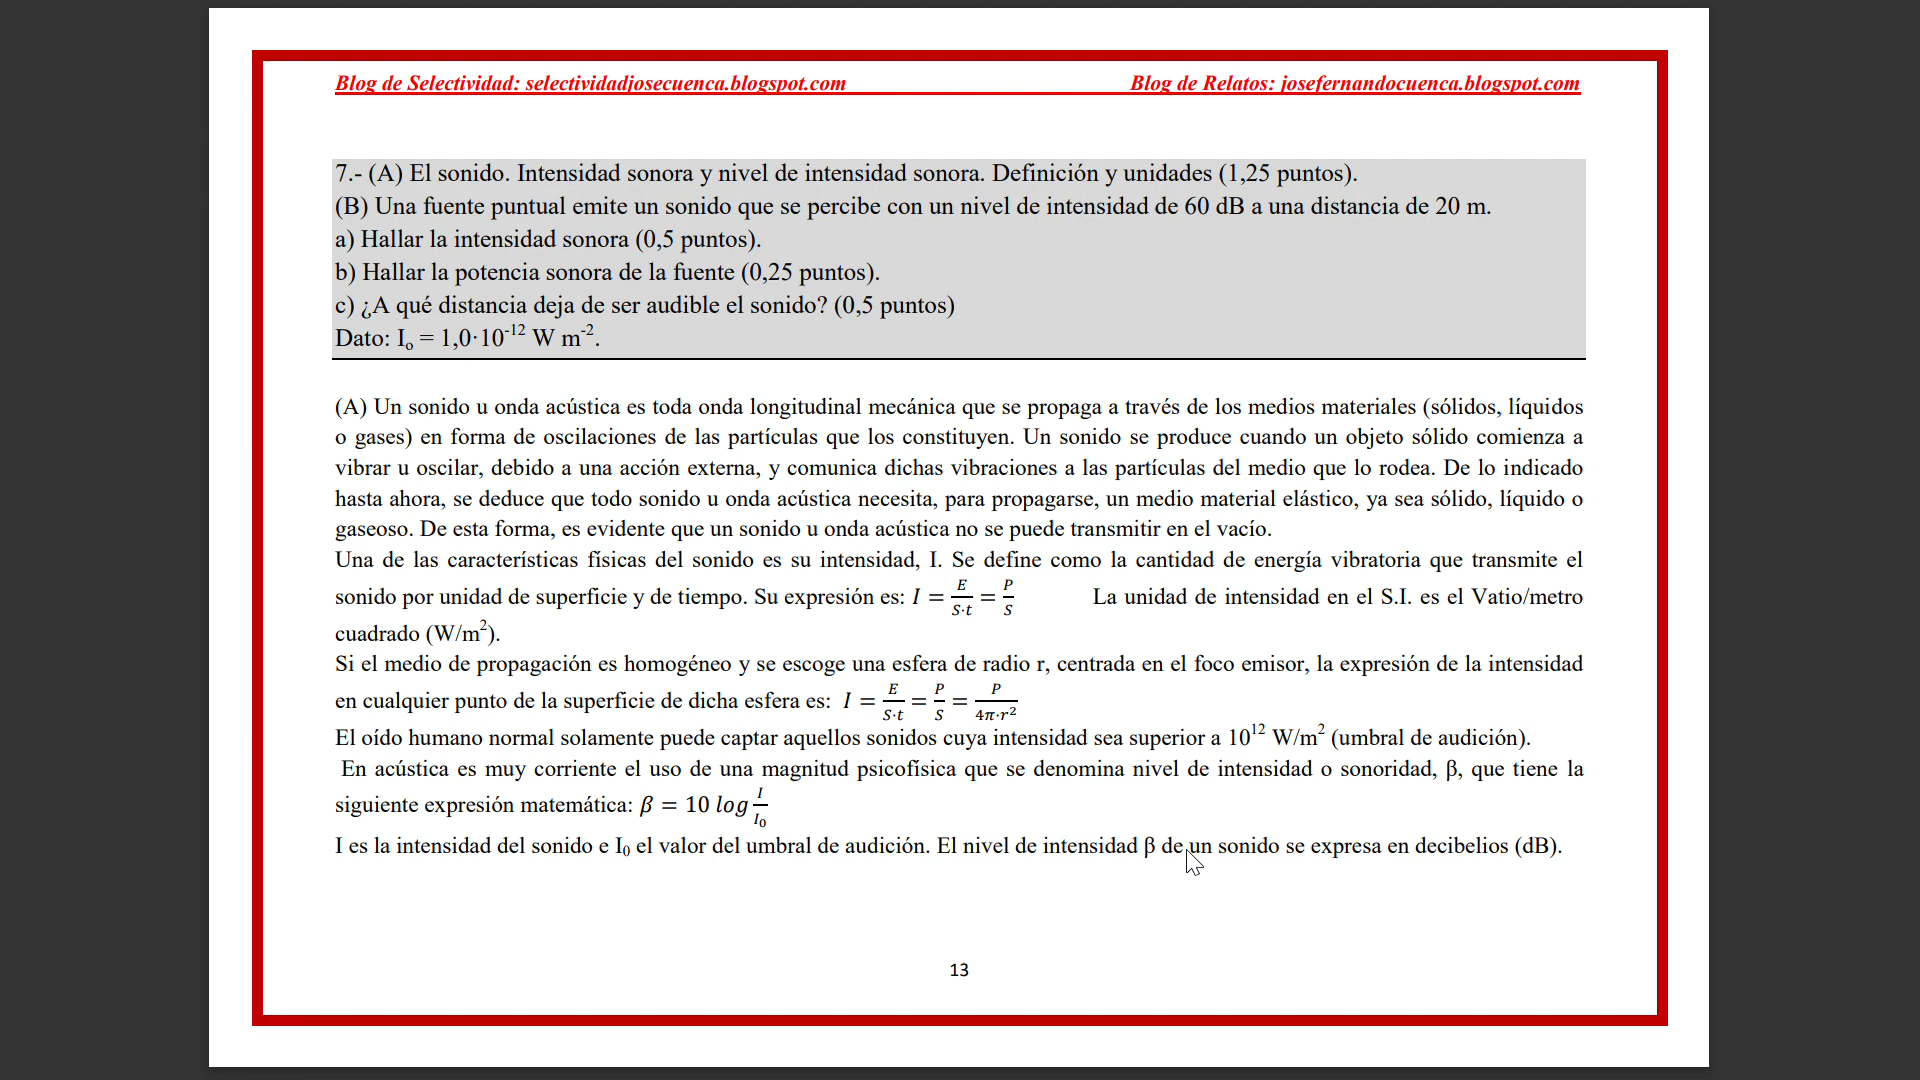 Blog de Selectividad: selectividadjosecuenca.blogspot.com Blog de Relatos: josefernandocuenca.blogspot.com
7.- (A) El sonido. Intensidad sonora y nivel de intensidad sonora. Definición y unidades (1,25 puntos).
(B) Una fuente puntual emite un sonido que se percibe con un nivel de intensidad de 60 dB a una distancia de 20 m.
a) Hallar la intensidad sonora (0,5 puntos).
b) Hallar la potencia sonora de la fuente (0,25 puntos).
c) ¿A qué distancia deja de ser audible el sonido? (0,5 puntos)
Dato: I₀ = 1,0·10⁻¹² W m⁻².
(A) Un sonido u onda acústica es toda onda longitudinal mecánica que se propaga a través de los medios materiales (sólidos, líquidos
o gases) en forma de oscilaciones de las partículas que los constituyen. Un sonido se produce cuando un objeto sólido comienza a
vibrar u oscilar, debido a una acción externa, y comunica dichas vibraciones a las partículas del medio que lo rodea. De lo indicado
hasta ahora, se deduce que todo sonido u onda acústica necesita, para propagarse, un medio material elástico, ya sea sólido, líquido o
gaseoso. De esta forma, es evidente que un sonido u onda acústica no se puede transmitir en el vacío.
Una de las características físicas del sonido es su intensidad, I. Se define como la cantidad de energía vibratoria que transmite el
sonido por unidad de superficie y de tiempo. Su expresión es: I = E/(S·t) = P/S La unidad de intensidad en el S.I. es el Vatio/metro
cuadrado (W/m²).
Si el medio de propagación es homogéneo y se escoge una esfera de radio r, centrada en el foco emisor, la expresión de la intensidad
en cualquier punto de la superficie de dicha esfera es: I = E/(S·t) = P/S = P/(4π·r²)
El oído humano normal solamente puede captar aquellos sonidos cuya intensidad sea superior a 10¹² W/m² (umbral de audición).
En acústica es muy corriente el uso de una magnitud psicofísica que se denomina nivel de intensidad o sonoridad, β, que tiene la
siguiente expresión matemática: β = 10 log I/I₀
I es la intensidad del sonido e I₀ el valor del umbral de audición. El nivel de intensidad β de un sonido se expresa en decibelios (dB).
13